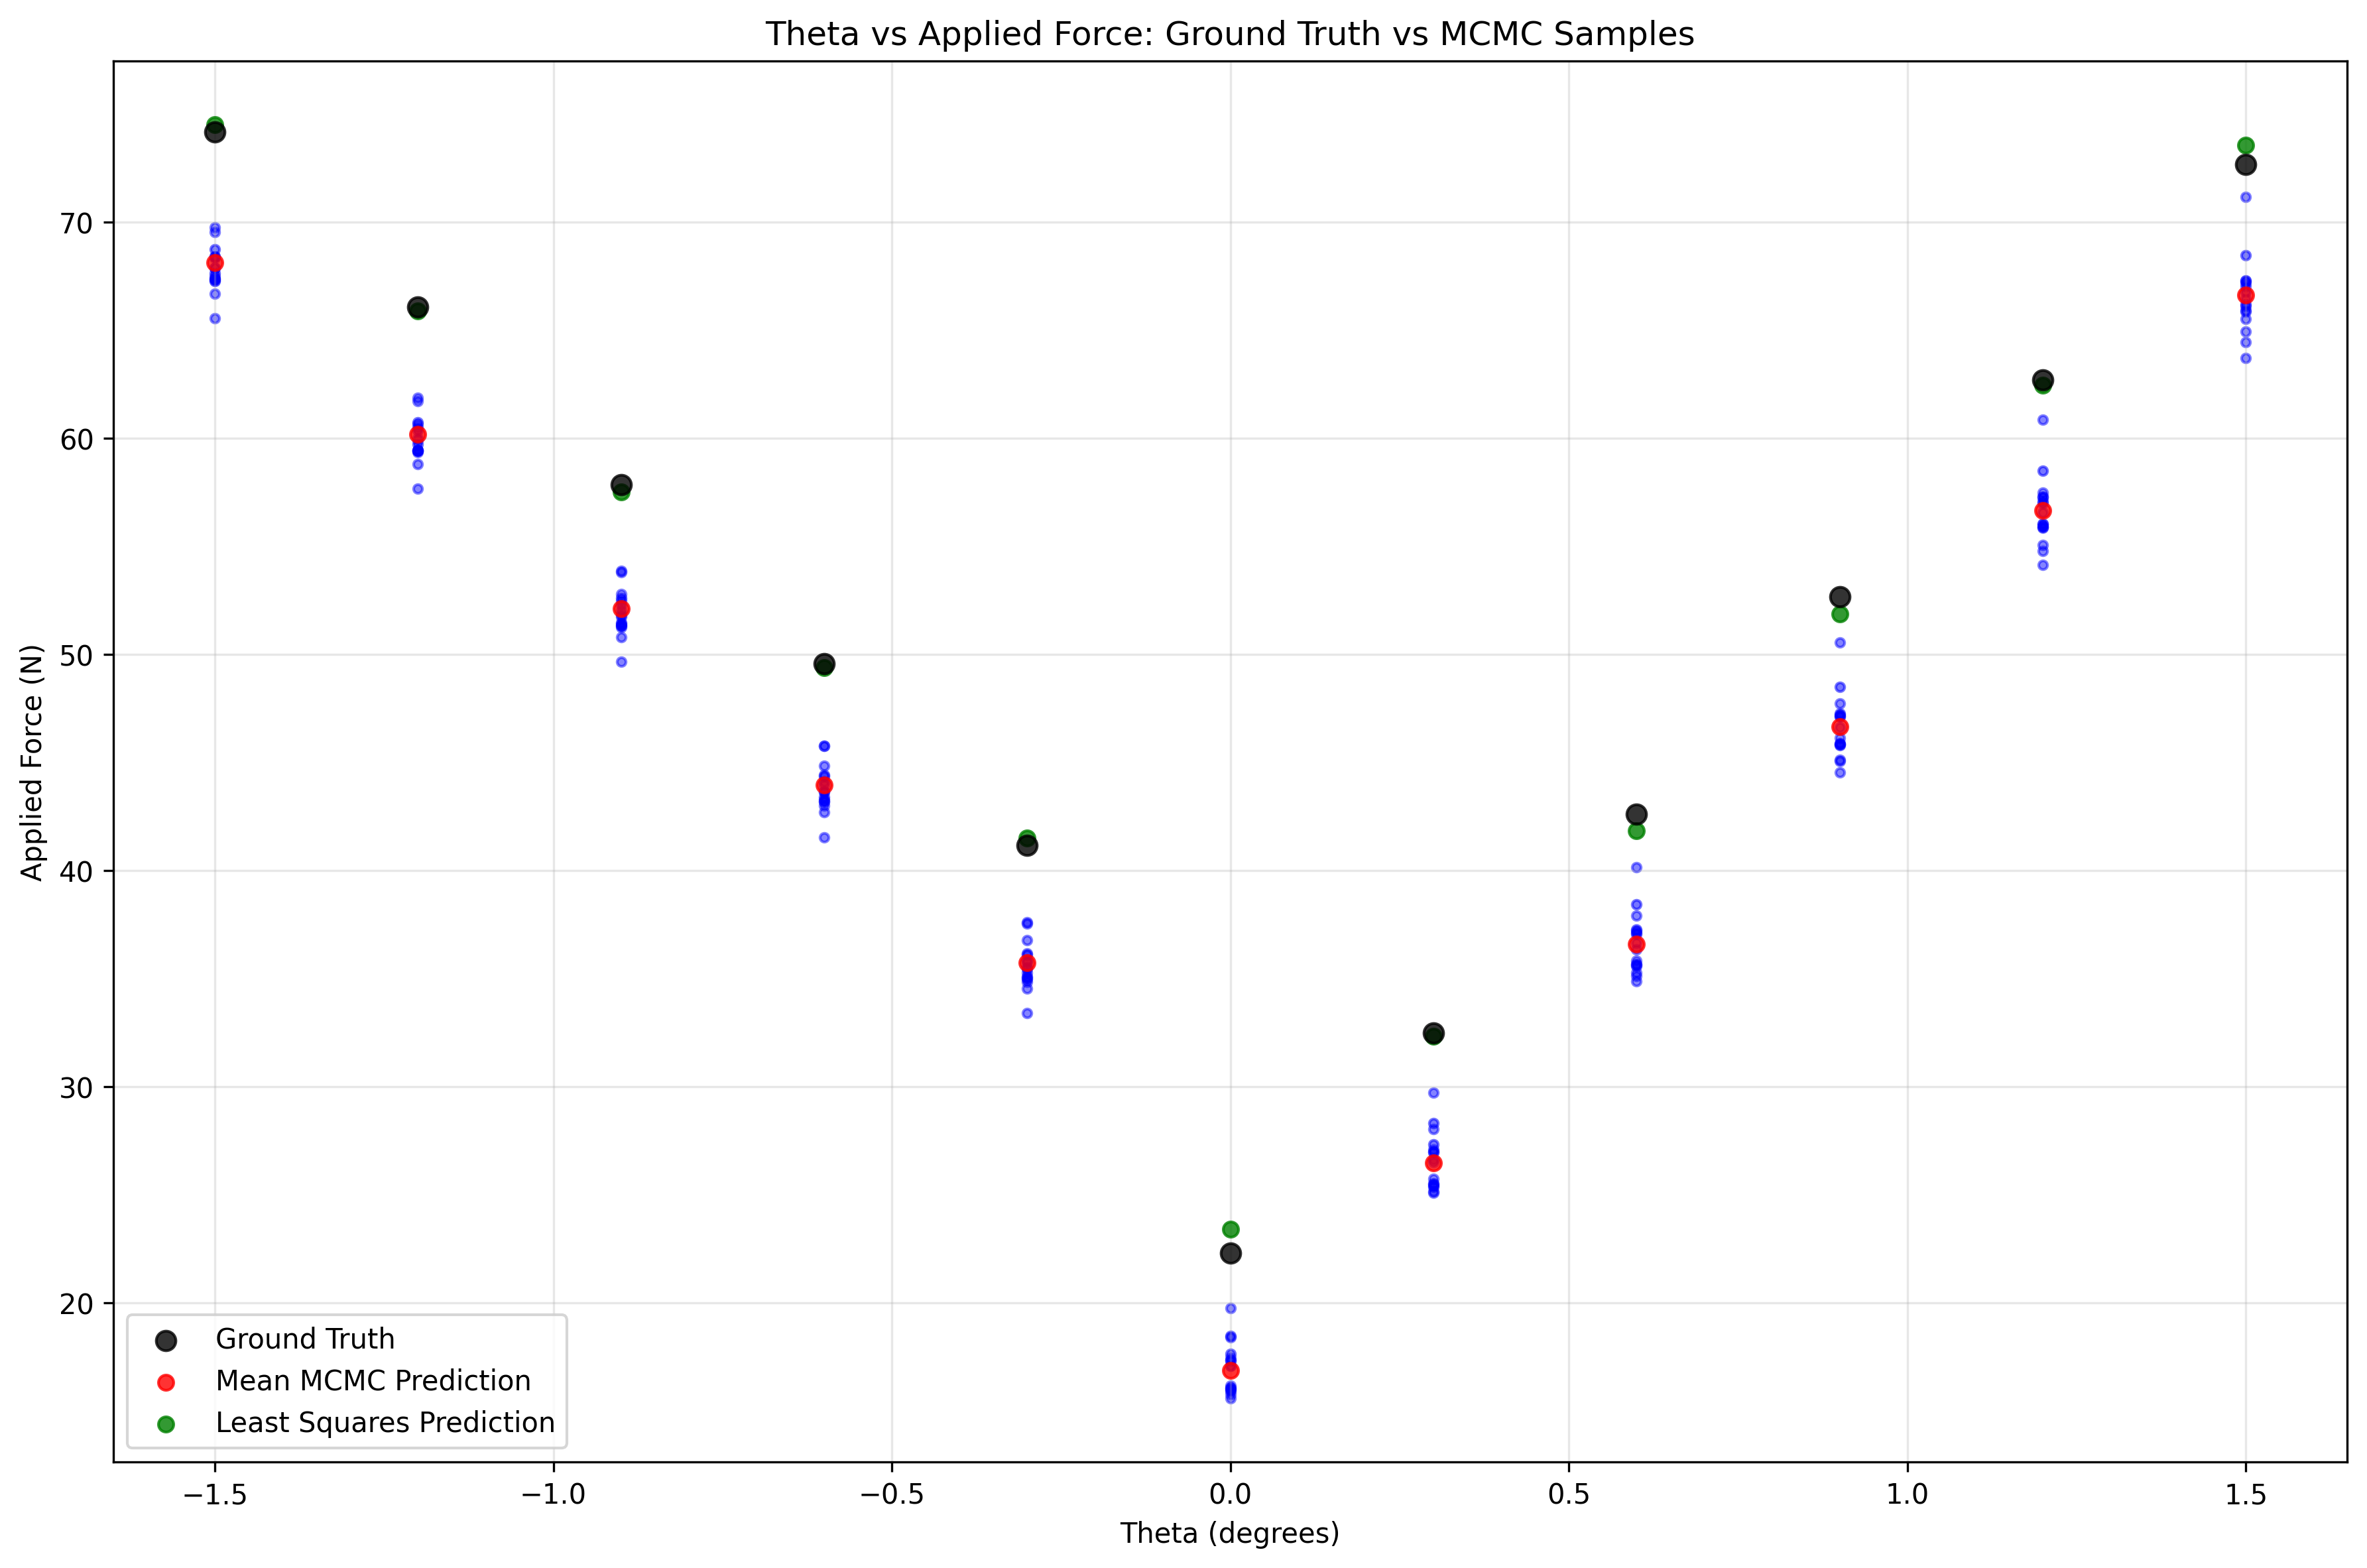 Theta vs Applied Force: Ground Truth vs MCMC Samples
Applied Force (N)
70
60
50
40
30
20
Ground Truth
Mean MCMC Prediction
Least Squares Prediction
−1.5 −1.0 −0.5 0.0 0.5 1.0 1.5
Theta (degrees)